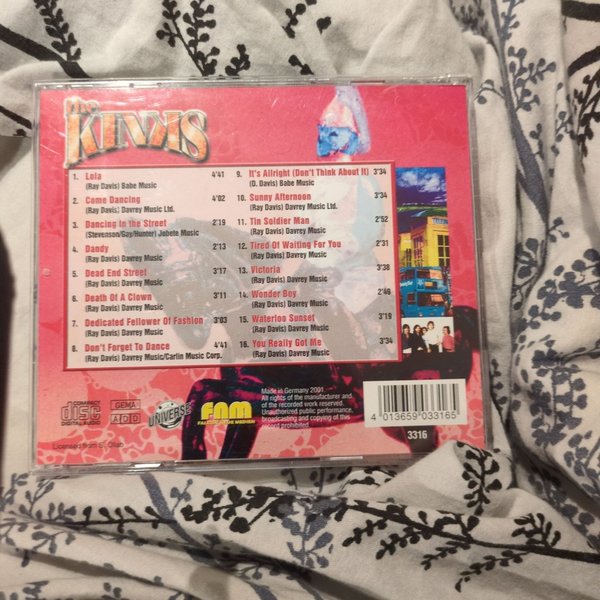 The
KINKS
1. Lola 4'41
(Ray Davis) Babe Music
2. Come Dancing 4'02
(Ray Davis) Davrey Music Ltd.
3. Dancing In the Street 2'19
(Stevenson/Gay/Hunter) Jobete Music
4. Dandy 2'13
(Ray Davis) Davrey Music
5. Dead End Street 3'17
(Ray Davis) Davrey Music
6. Death Of A Clown 3'11
(Ray Davis) Davrey Music
7. Dedicated Fellower Of Fashion 3'03
(Ray Davis) Davrey Music
8. Don't Forget To Dance 4'41
(Ray Davis) Davrey Music/Carlin Music Corp.
9. It's Allright (Don't Think About It) 3'34
(D. Davis) Babe Music
10. Sunny Afternoon 3'34
(Ray Davis) Davrey Music Ltd.
11. Tin Soldier Man 2'52
(Ray Davis) Davrey Music
12. Tired Of Waiting For You 2'31
(Ray Davis) Davrey Music
13. Victoria 3'38
(Ray Davis) Davrey Music
14. Wonder Boy 2'46
(Ray Davis) Davrey Music
15. Waterloo Sunset 3'19
(Ray Davis) Davrey Music
16. You Really Got Me 3'34
(Ray Davis) Davrey Music
COMPACT
disc
DIGITAL AUDIO
GEMA
ADD
UNIVERSE
FNM
Made in Germany 2001.
All rights of the manufacturer and
of the recorded work reserved.
Unauthorized public performance,
broadcasting and copying of this
record prohibited.
4 013659 033165
3316
Licensed from